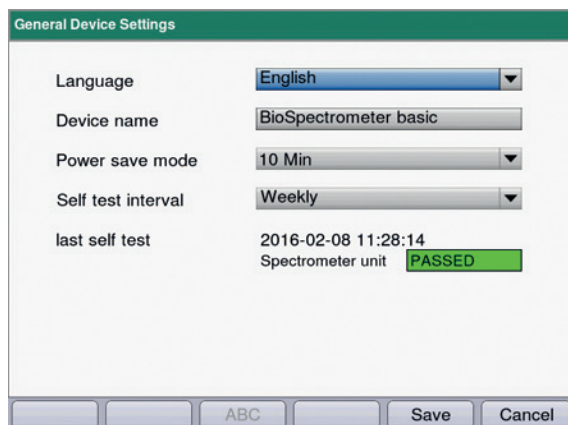 General Device Settings
Language English
Device name BioSpectrometer basic
Power save mode 10 Min
Self test interval Weekly
last self test 2016-02-08 11:28:14
Spectrometer unit PASSED
ABC Save Cancel